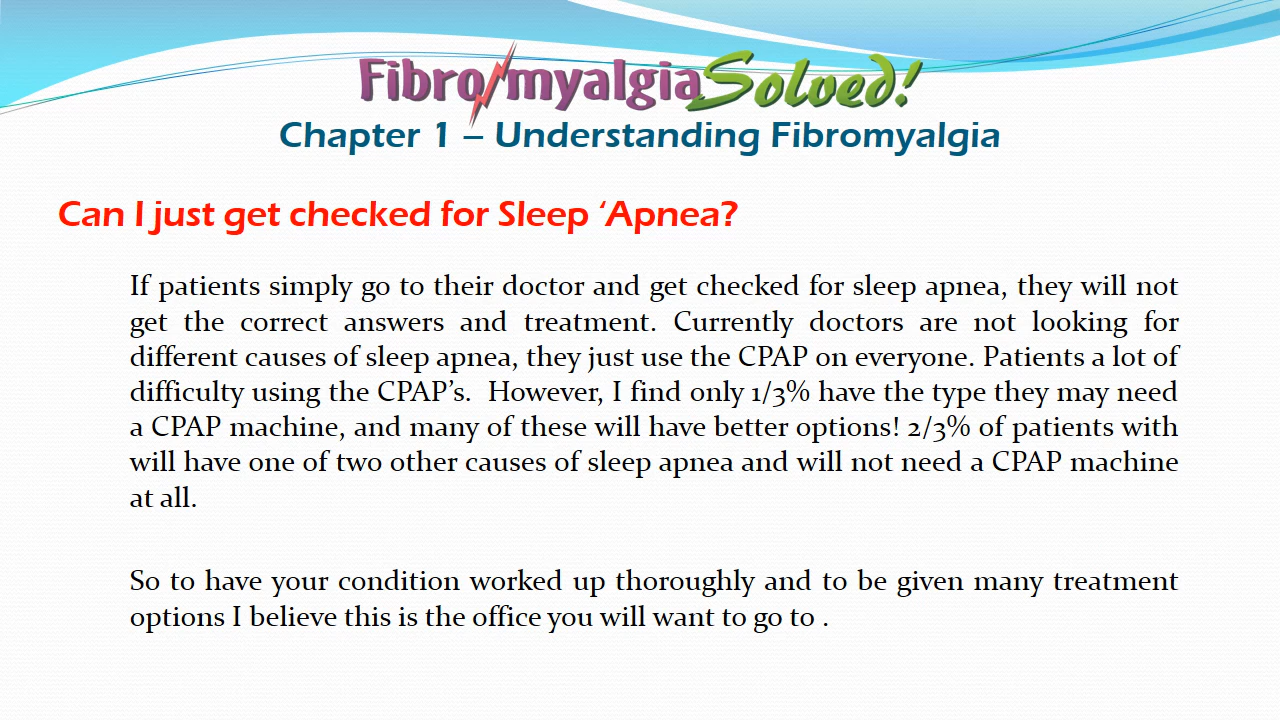 Fibromyalgia Solved!
Chapter 1 – Understanding Fibromyalgia
Can I just get checked for Sleep ‘Apnea?
If patients simply go to their doctor and get checked for sleep apnea, they will not
get the correct answers and treatment. Currently doctors are not looking for
different causes of sleep apnea, they just use the CPAP on everyone. Patients a lot of
difficulty using the CPAP’s.  However, I find only 1/3% have the type they may need
a CPAP machine, and many of these will have better options! 2/3% of patients with
will have one of two other causes of sleep apnea and will not need a CPAP machine
at all.
So to have your condition worked up thoroughly and to be given many treatment
options I believe this is the office you will want to go to .